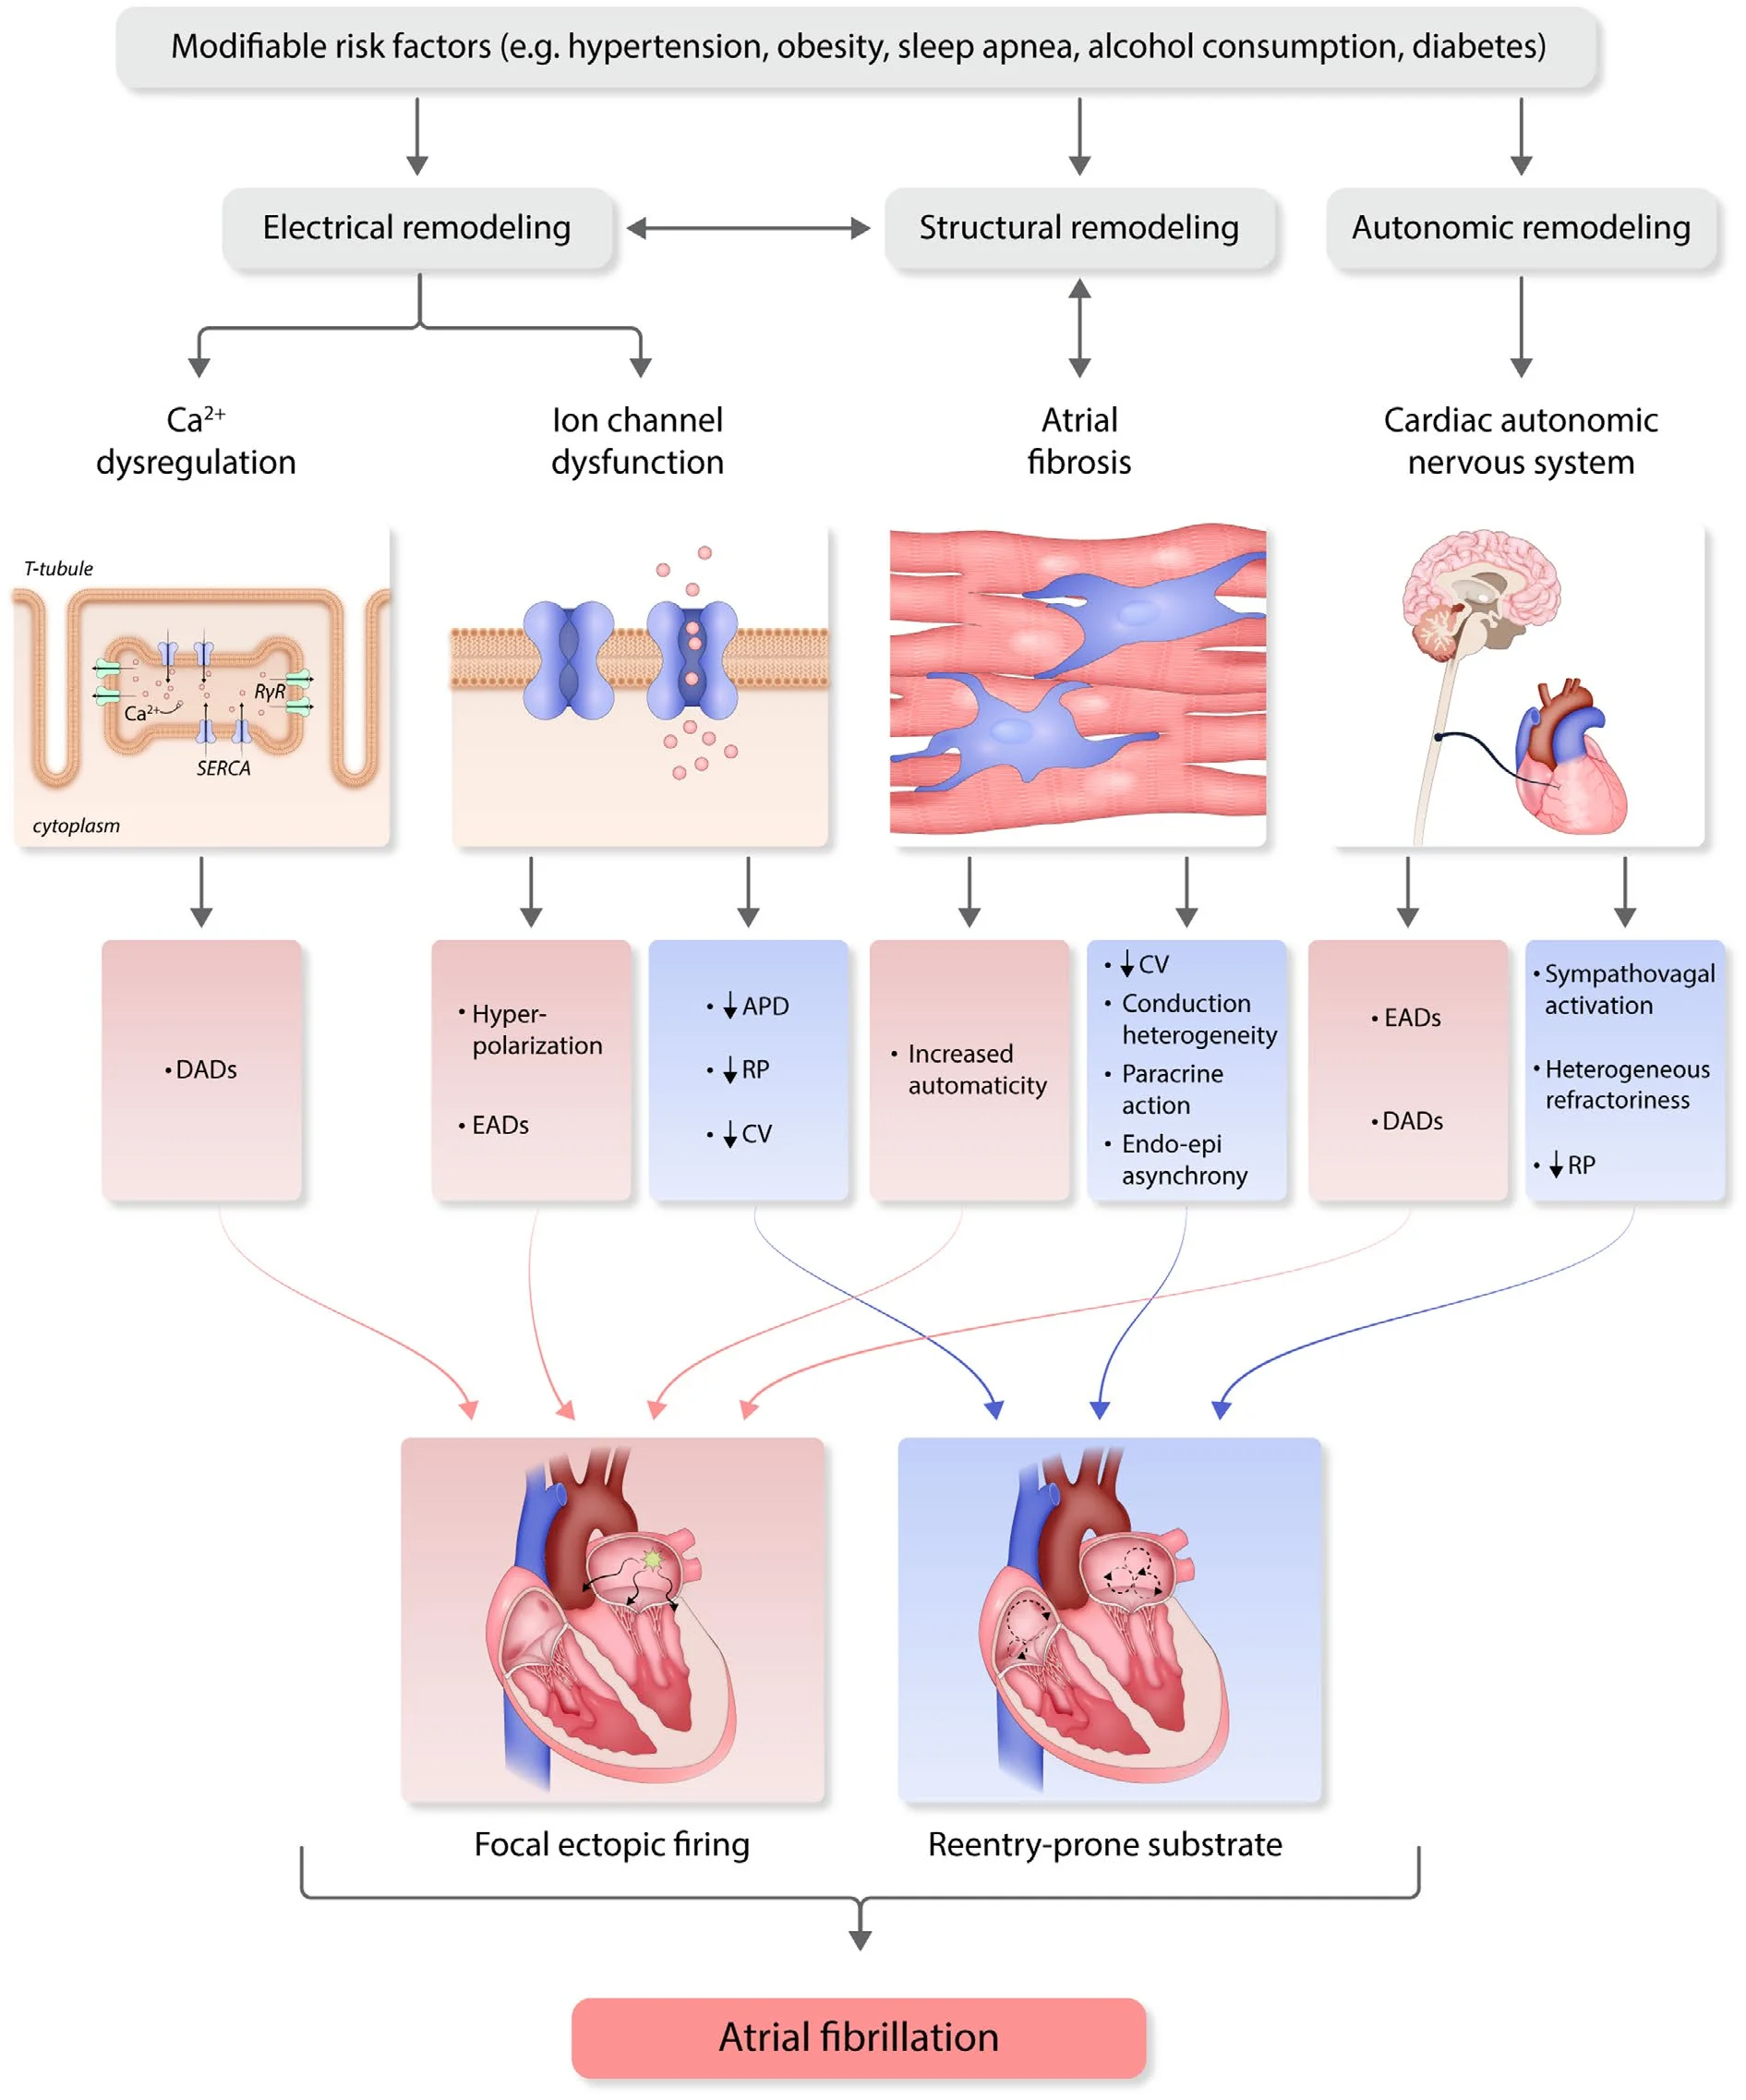 Modifiable risk factors (e.g. hypertension, obesity, sleep apnea, alcohol consumption, diabetes)
Electrical remodeling
Structural remodeling
Autonomic remodeling
Ca²⁺
dysregulation
Ion channel
dysfunction
Atrial
fibrosis
Cardiac autonomic
nervous system
T-tubule
RyR
Ca²⁺
SERCA
cytoplasm
• DADs
• Hyper-
polarization
• EADs
• ↓ APD
• ↓ RP
• ↓ CV
• Increased
automaticity
• ↓ CV
• Conduction
heterogeneity
• Paracrine
action
• Endo-epi
asynchrony
• EADs
• DADs
• Sympathovagal
activation
• Heterogeneous
refractoriness
• ↓ RP
Focal ectopic firing
Reentry-prone substrate
Atrial fibrillation